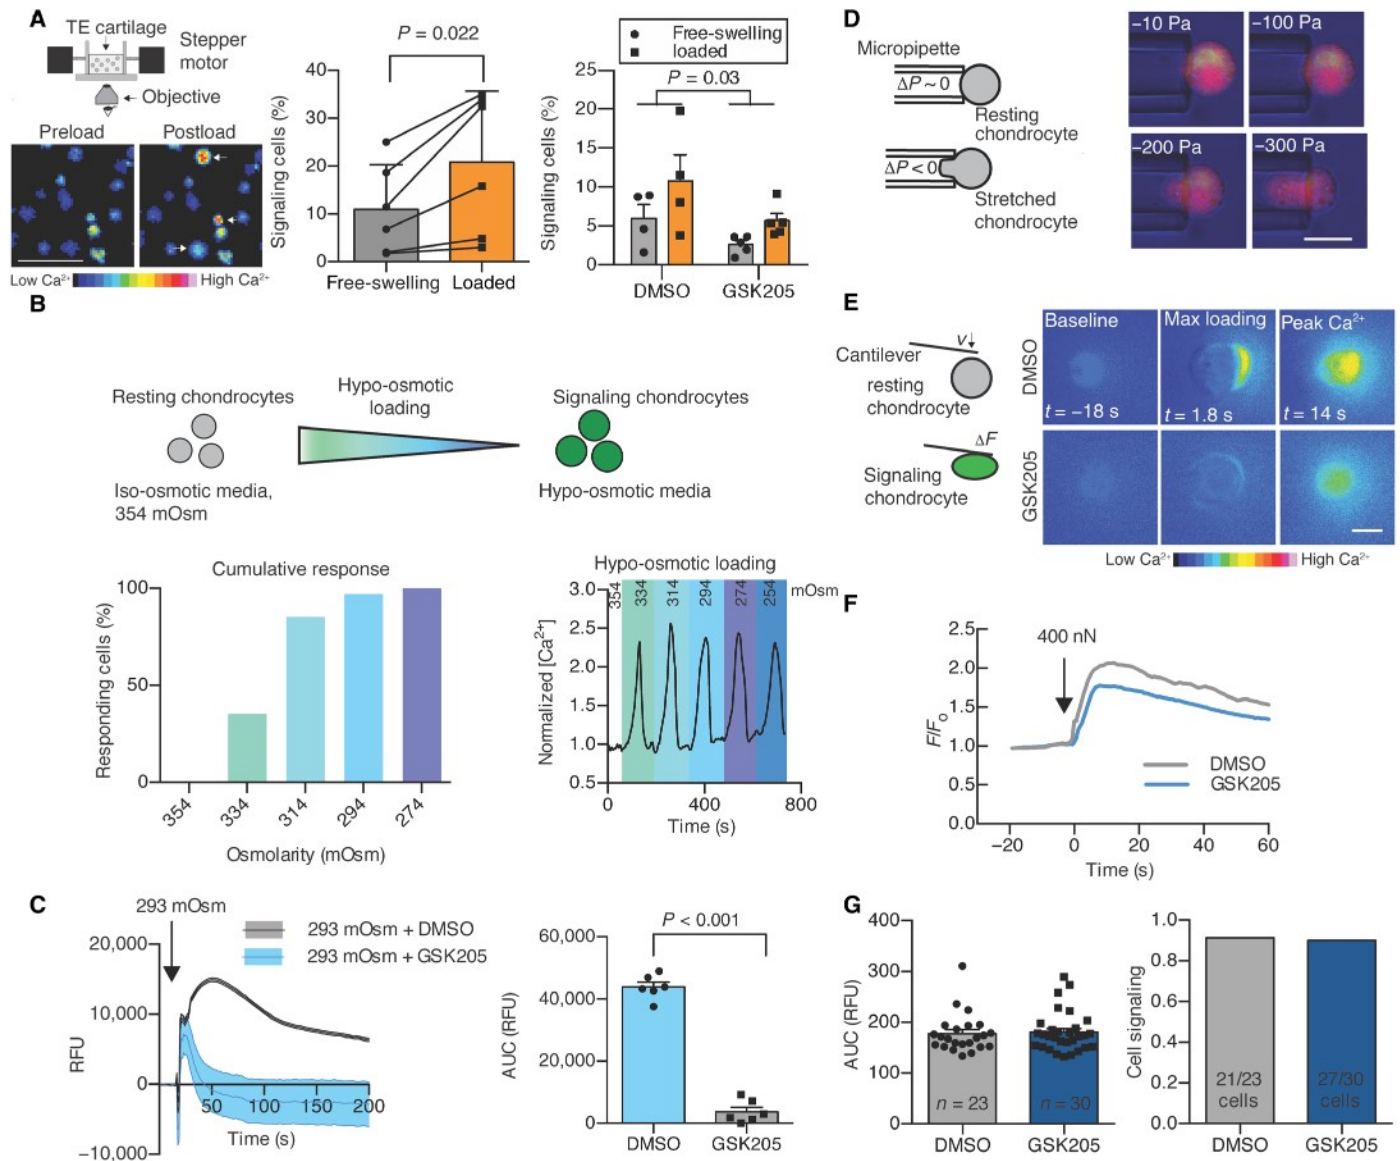 A
TE cartilage
Stepper
motor
Objective
Preload
Postload
Low Ca²⁺
High Ca²⁺
P = 0.022
Signaling cells (%)
40
30
20
10
0
Free-swelling
Loaded
Free-swelling
loaded
P = 0.03
Signaling cells (%)
25
20
15
10
5
0
DMSO
GSK205
B
Resting chondrocytes
Hypo-osmotic
loading
Signaling chondrocytes
Iso-osmotic media,
354 mOsm
Hypo-osmotic media
Cumulative response
Responding cells (%)
100
50
0
354
334
314
294
274
Osmolarity (mOsm)
Hypo-osmotic loading
354
334
314
294
274
254
mOsm
Normalized [Ca²⁺]
3.0
2.5
2.0
1.5
1.0
0.5
0
400
800
Time (s)
C
293 mOsm
293 mOsm + DMSO
293 mOsm + GSK205
RFU
20,000
10,000
0
−10,000
50
100
150
200
Time (s)
P < 0.001
AUC (RFU)
60,000
40,000
20,000
0
DMSO
GSK205
D
Micropipette
ΔP ~ 0
Resting
chondrocyte
ΔP < 0
Stretched
chondrocyte
−10 Pa
−100 Pa
−200 Pa
−300 Pa
E
Cantilever
v
resting
chondrocyte
ΔF
Signaling
chondrocyte
DMSO
GSK205
Baseline
Max loading
Peak Ca²⁺
t = −18 s
t = 1.8 s
t = 14 s
Low Ca²⁺
High Ca²⁺
F
400 nN
F/Fₒ
2.5
2.0
1.5
1.0
0.5
0.0
−20
0
20
40
60
Time (s)
DMSO
GSK205
G
AUC (RFU)
400
300
200
100
0
n = 23
n = 30
DMSO
GSK205
Cell signaling
1.0
0.8
0.6
0.4
0.2
0.0
21/23
cells
27/30
cells
DMSO
GSK205